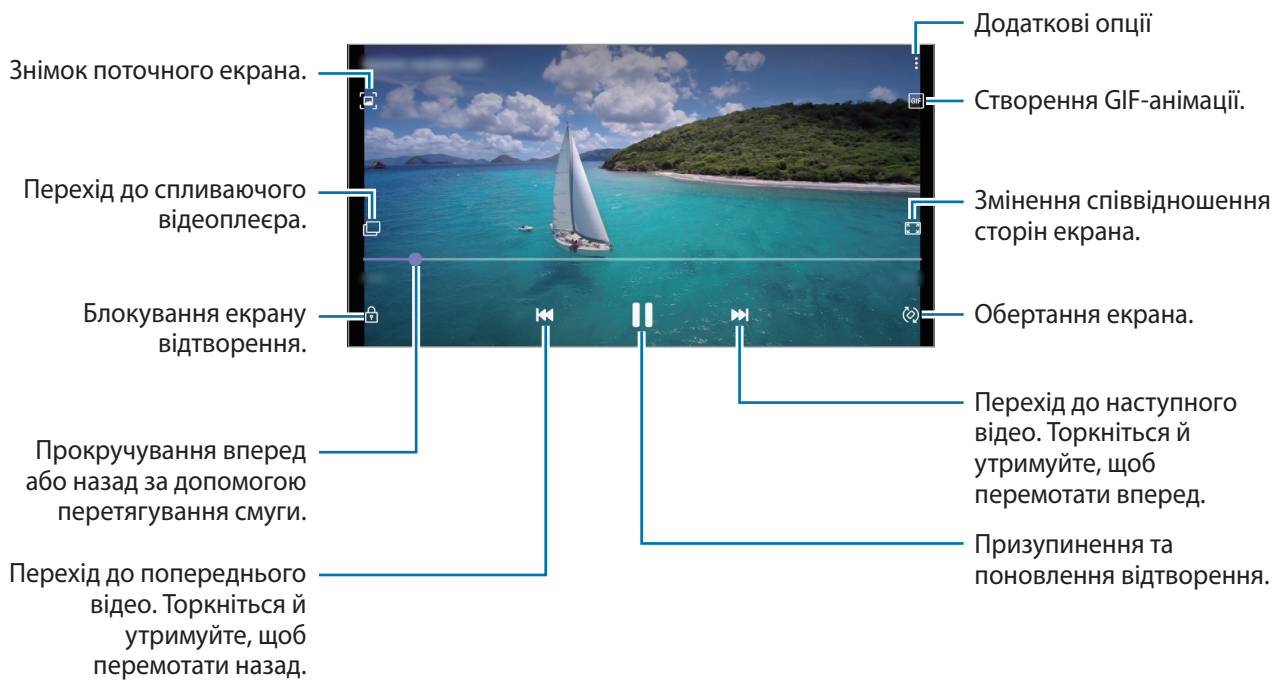 Знімок поточного екрана.
Перехід до спливаючого
відеоплеєра.
Блокування екрану
відтворення.
Прокручування вперед
або назад за допомогою
перетягування смуги.
Перехід до попереднього
відео. Торкніться й
утримуйте, щоб
перемотати назад.
Додаткові опції
GIF
Створення GIF-анімації.
Змінення співвідношення
сторін екрана.
Обертання екрана.
Перехід до наступного
відео. Торкніться й
утримуйте, щоб
перемотати вперед.
Призупинення та
поновлення відтворення.